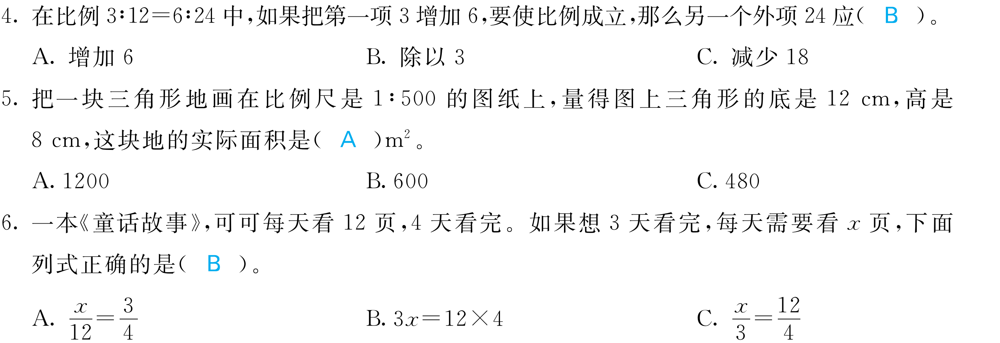 4. 在比例 3∶12=6∶24 中,如果把第一项 3 增加 6,要使比例成立,那么另一个外项 24 应( B )。
A. 增加 6 B. 除以 3 C. 减少 18
5. 把一块三角形地画在比例尺是 1∶500 的图纸上,量得图上三角形的底是 12 cm,高是
8 cm,这块地的实际面积是( A )m²。
A. 1200 B. 600 C. 480
6. 一本《童话故事》,可可每天看 12 页,4 天看完。如果想 3 天看完,每天需要看 x 页,下面
列式正确的是( B )。
A. x/12=3/4 B. 3x=12×4 C. x/3=12/4